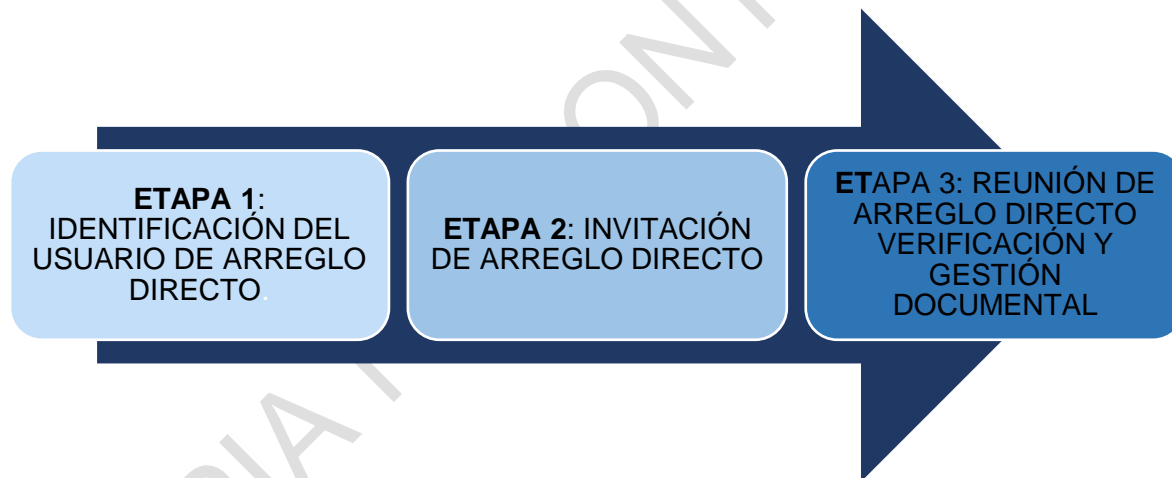 ETAPA 1:
IDENTIFICACIÓN DEL
USUARIO DE ARREGLO
DIRECTO.
ETAPA 2: INVITACIÓN
DE ARREGLO DIRECTO
ETAPA 3: REUNIÓN DE
ARREGLO DIRECTO
VERIFICACIÓN Y
GESTIÓN
DOCUMENTAL